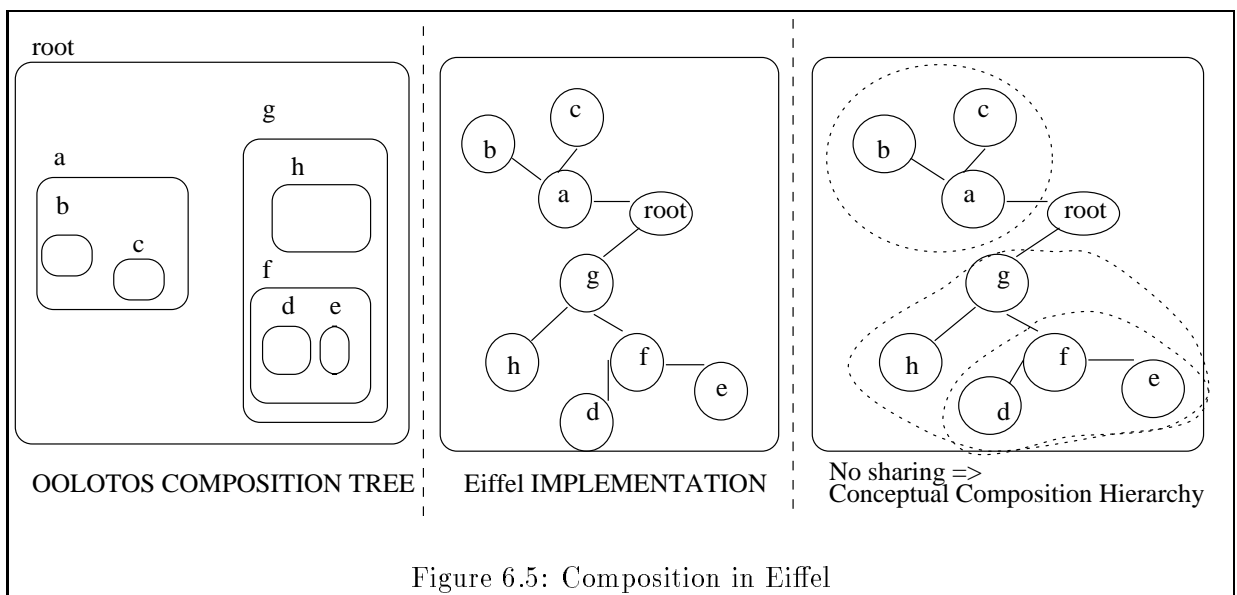 root
g
a
h
b
c
f
d e
OOLOTOS COMPOSITION TREE
c
b
a
root
g
h
f
e
d
Eiffel IMPLEMENTATION
c
b
a
root
g
h
f
e
d
No sharing =>
Conceptual Composition Hierarchy
Figure 6.5: Composition in Eiffel